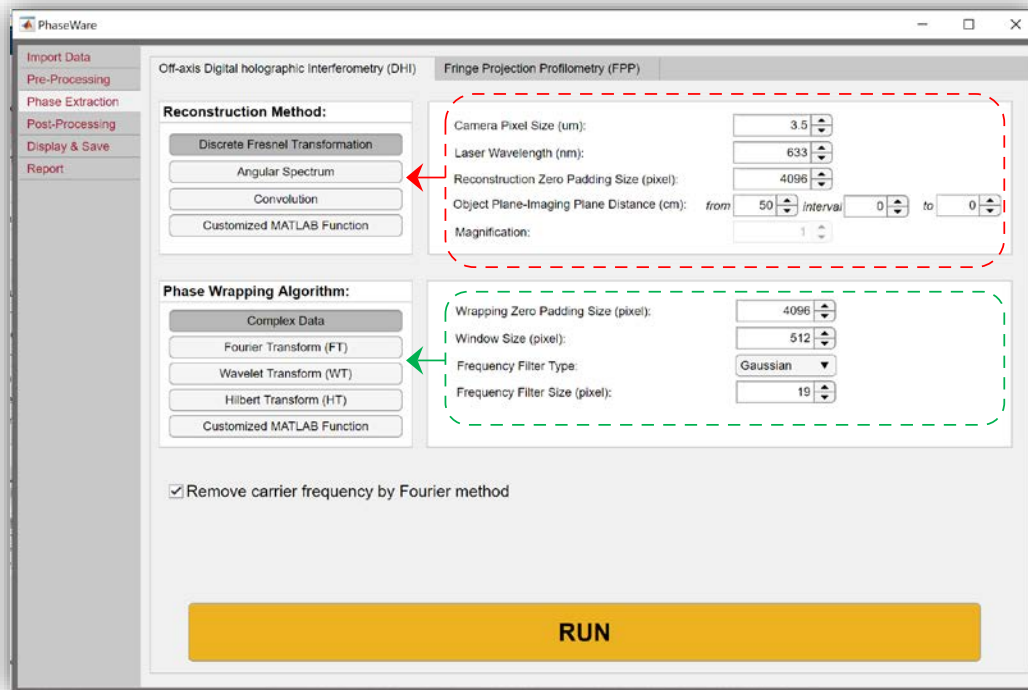 PhaseWare
Import Data
Pre-Processing
Phase Extraction
Post-Processing
Display & Save
Report
Off-axis Digital holographic Interferometry (DHI)
Fringe Projection Profilometry (FPP)
Reconstruction Method:
Discrete Fresnel Transformation
Angular Spectrum
Convolution
Customized MATLAB Function
Camera Pixel Size (um): 3.5
Laser Wavelength (nm): 633
Reconstruction Zero Padding Size (pixel): 4096
Object Plane-Imaging Plane Distance (cm): from 50 interval 0 to 0
Magnification: 1
Phase Wrapping Algorithm:
Complex Data
Fourier Transform (FT)
Wavelet Transform (WT)
Hilbert Transform (HT)
Customized MATLAB Function
Wrapping Zero Padding Size (pixel): 4096
Window Size (pixel): 512
Frequency Filter Type: Gaussian
Frequency Filter Size (pixel): 19
Remove carrier frequency by Fourier method
RUN